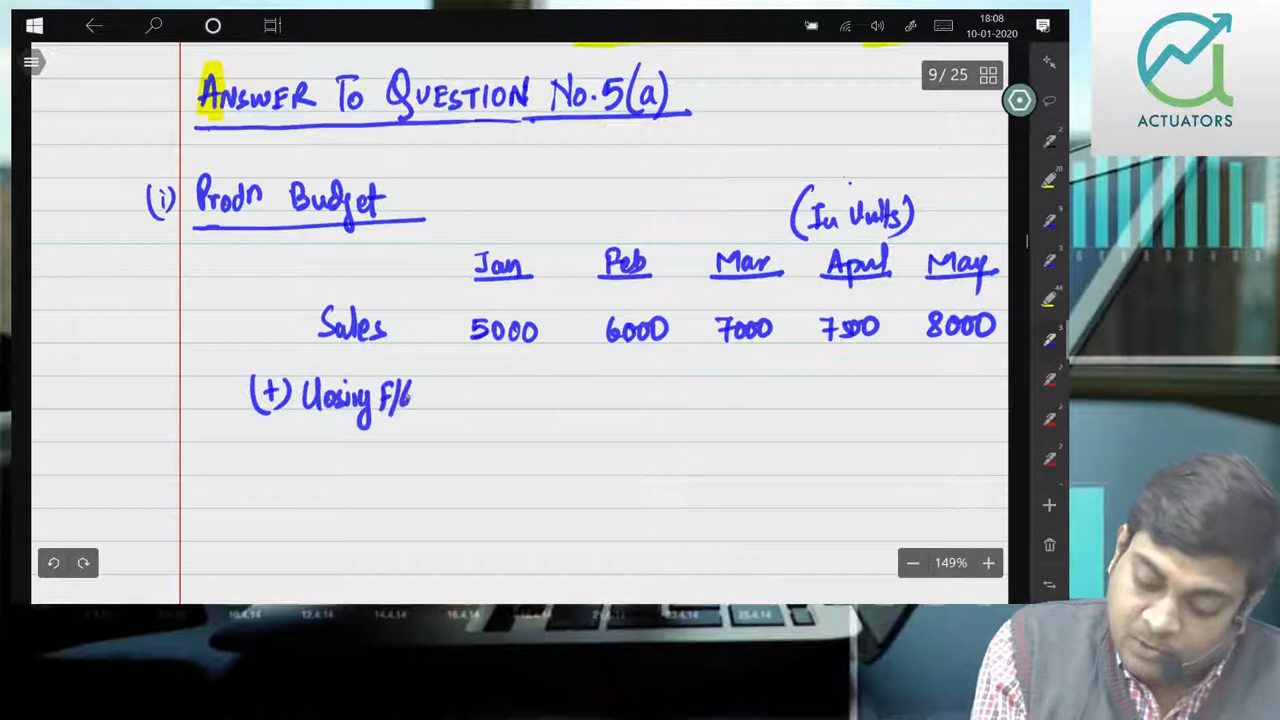 18:08
10-01-2020
9 / 25
ACTUATORS
ANSWER TO QUESTION No.5(a)
(i) Prodn Budget
(In Units)
Jan Feb Mar April May
Sales 5000 6000 7000 7500 8000
(+) Closing F/G
149%